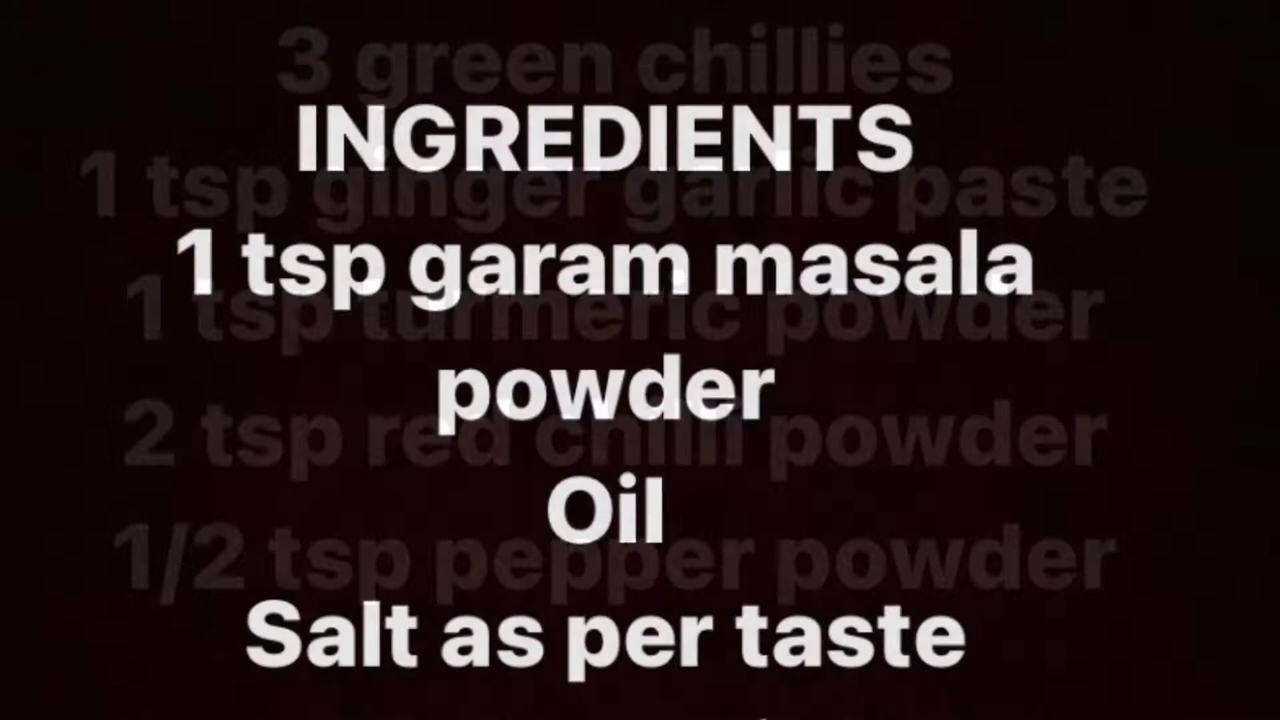 3 green chillies
INGREDIENTS
1 tsp ginger garlic paste
1 tsp garam masala
1 tsp turmeric powder
powder
2 tsp red chilli powder
Oil
1/2 tsp pepper powder
Salt as per taste